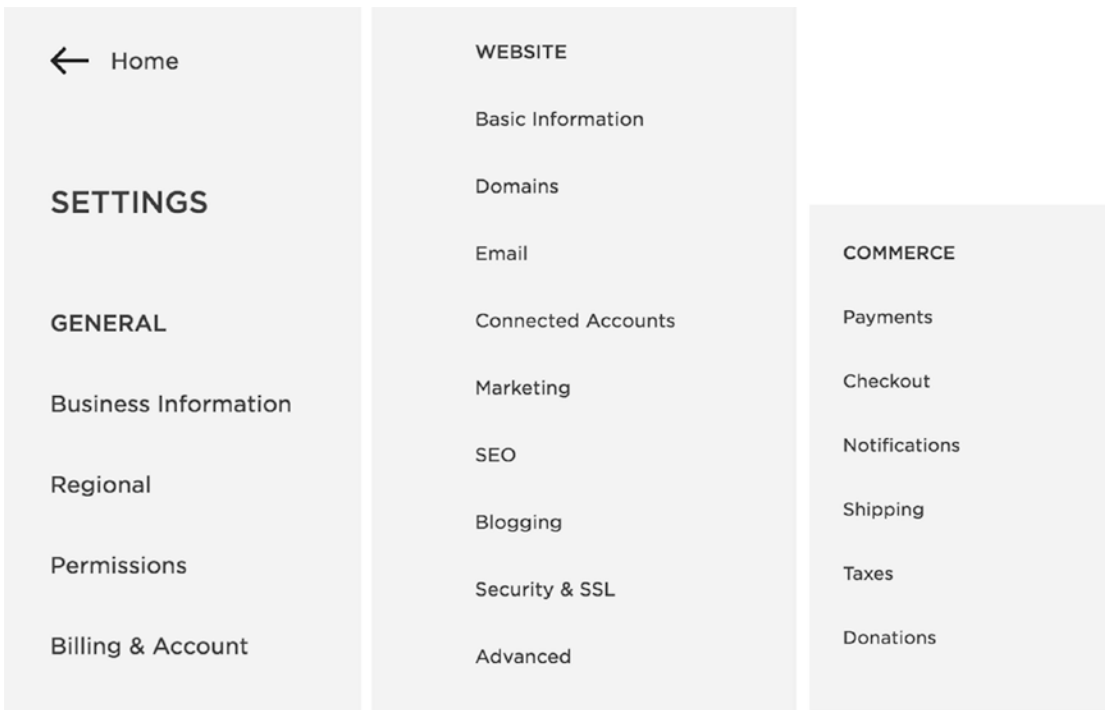 Home
SETTINGS
GENERAL
Business Information
Regional
Permissions
Billing & Account
WEBSITE
Basic Information
Domains
Email
Connected Accounts
Marketing
SEO
Blogging
Security & SSL
Advanced
COMMERCE
Payments
Checkout
Notifications
Shipping
Taxes
Donations